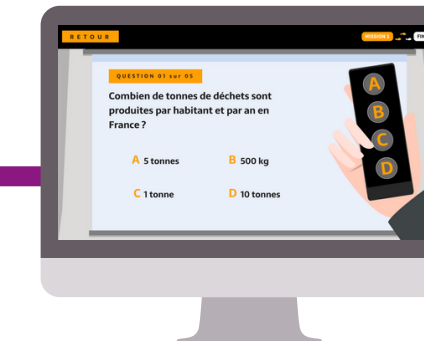 RETOUR
MISSION 1
FIN
QUESTION 01 sur 05
Combien de tonnes de déchets sont
produites par habitant et par an en
France ?
A 5 tonnes
B 500 kg
C 1 tonne
D 10 tonnes
A
B
C
D